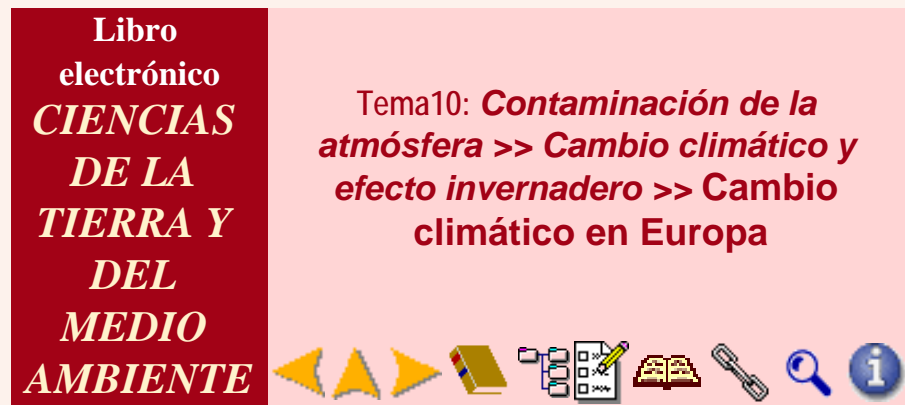 Libro
electrónico
CIENCIAS
DE LA
TIERRA Y
DEL
MEDIO
AMBIENTE
Tema10: Contaminación de la
atmósfera >> Cambio climático y
efecto invernadero >> Cambio
climático en Europa